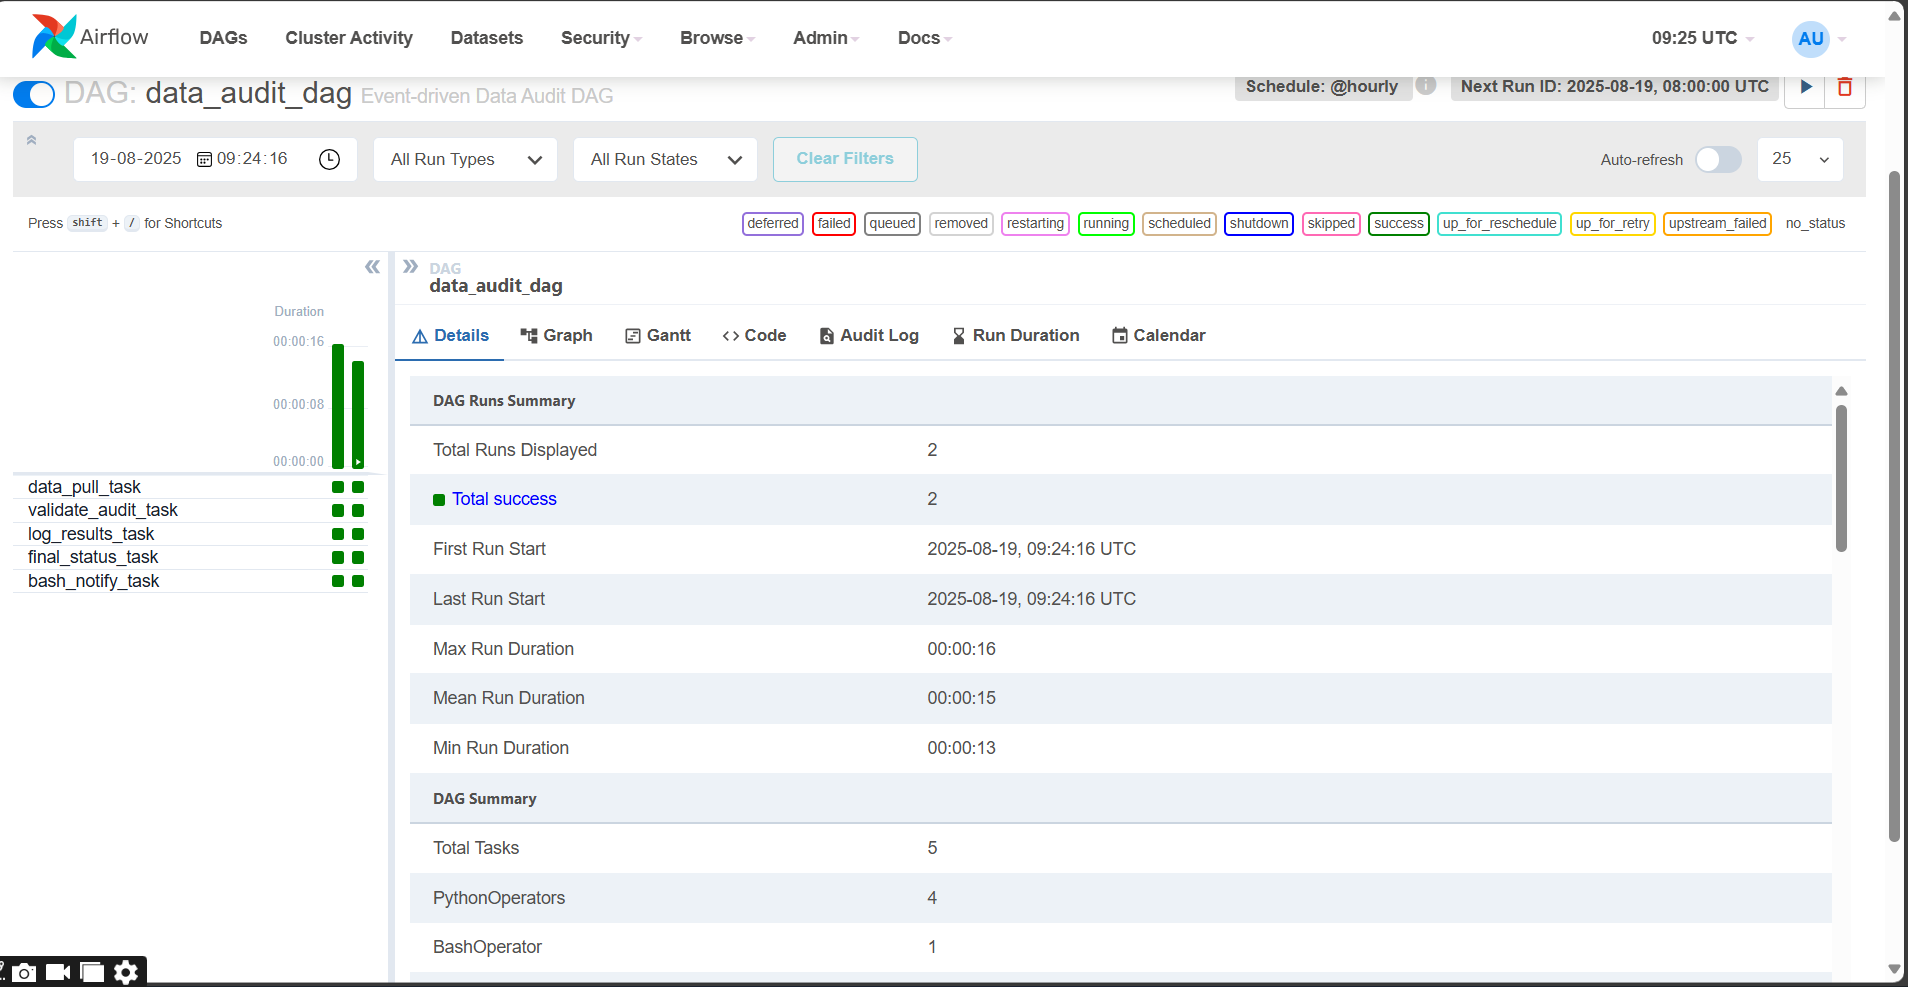 Airflow DAGs Cluster Activity Datasets Security Browse Admin Docs 09:25 UTC AU
DAG: data_audit_dag Event-driven Data Audit DAG Schedule: @hourly i Next Run ID: 2025-08-19, 08:00:00 UTC
19-08-2025 09:24:16 All Run Types All Run States Clear Filters Auto-refresh 25
Press shift + / for Shortcuts deferred failed queued removed restarting running scheduled shutdown skipped success up_for_reschedule up_for_retry upstream_failed no_status
Duration
00:00:16
00:00:08
00:00:00
data_pull_task
validate_audit_task
log_results_task
final_status_task
bash_notify_task
DAG
data_audit_dag
Details Graph Gantt Code Audit Log Run Duration Calendar
DAG Runs Summary
Total Runs Displayed 2
Total success 2
First Run Start 2025-08-19, 09:24:16 UTC
Last Run Start 2025-08-19, 09:24:16 UTC
Max Run Duration 00:00:16
Mean Run Duration 00:00:15
Min Run Duration 00:00:13
DAG Summary
Total Tasks 5
PythonOperators 4
BashOperator 1